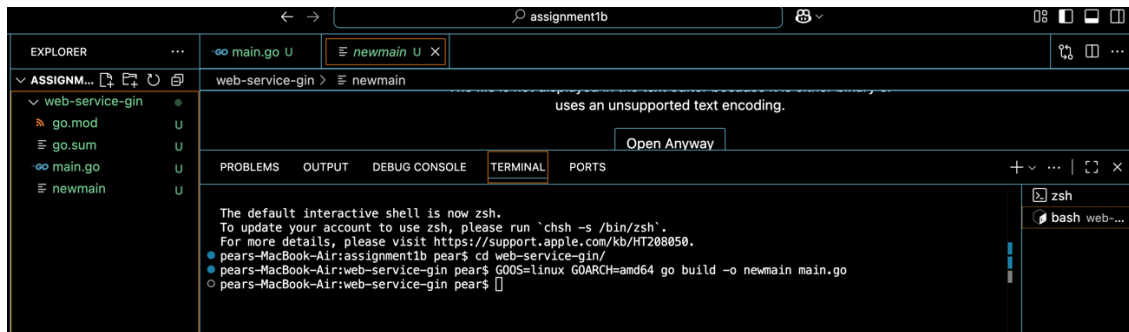 assignment1b
EXPLORER
main.go U
newmain U
ASSIGNM...
web-service-gin > newmain
web-service-gin
go.mod U
go.sum U
main.go U
newmain U
uses an unsupported text encoding.
Open Anyway
PROBLEMS OUTPUT DEBUG CONSOLE TERMINAL PORTS
zsh
bash web-...
The default interactive shell is now zsh.
To update your account to use zsh, please run `chsh -s /bin/zsh`.
For more details, please visit https://support.apple.com/kb/HT208050.
pears-MacBook-Air:assignment1b pear$ cd web-service-gin/
pears-MacBook-Air:web-service-gin pear$ GOOS=linux GOARCH=amd64 go build -o newmain main.go
pears-MacBook-Air:web-service-gin pear$